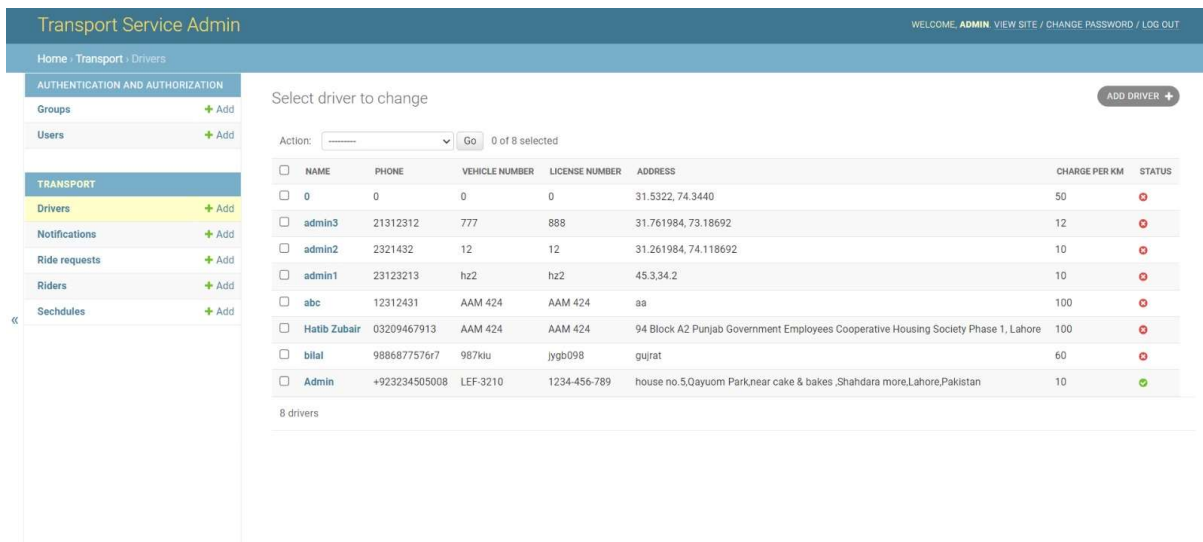 Transport Service Admin
WELCOME, ADMIN. VIEW SITE / CHANGE PASSWORD / LOG OUT
Home › Transport › Drivers
AUTHENTICATION AND AUTHORIZATION
Groups + Add
Users + Add
TRANSPORT
Drivers + Add
Notifications + Add
Ride requests + Add
Riders + Add
Sechdules + Add
«
Select driver to change
ADD DRIVER +
Action: --------- Go 0 of 8 selected
NAME PHONE VEHICLE NUMBER LICENSE NUMBER ADDRESS CHARGE PER KM STATUS
0 0 0 0 31.5322, 74.3440 50
admin3 21312312 777 888 31.761984, 73.18692 12
admin2 2321432 12 12 31.261984, 74.118692 10
admin1 23123213 hz2 hz2 45.3,34.2 10
abc 12312431 AAM 424 AAM 424 aa 100
Hatib Zubair 03209467913 AAM 424 AAM 424 94 Block A2 Punjab Government Employees Cooperative Housing Society Phase 1, Lahore 100
bilal 9886877576r7 987kiu jygb098 gujrat 60
Admin +923234505008 LEF-3210 1234-456-789 house no.5,Qayuom Park,near cake & bakes ,Shahdara more,Lahore,Pakistan 10
8 drivers